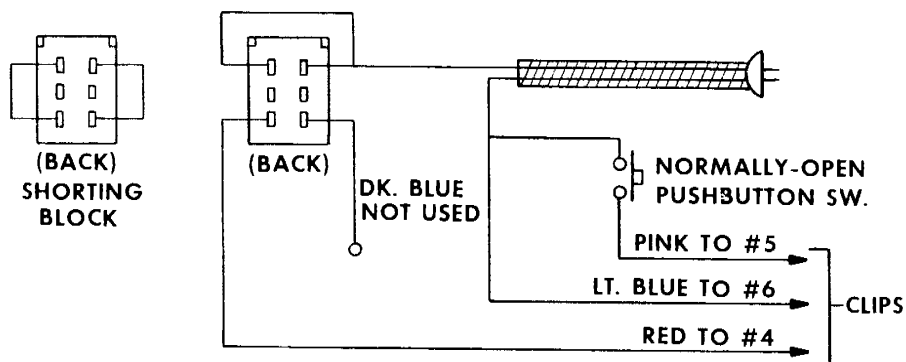 (BACK)
SHORTING
BLOCK
(BACK)
DK. BLUE
NOT USED
NORMALLY-OPEN
PUSHBUTTON SW.
PINK TO #5
LT. BLUE TO #6
RED TO #4
CLIPS